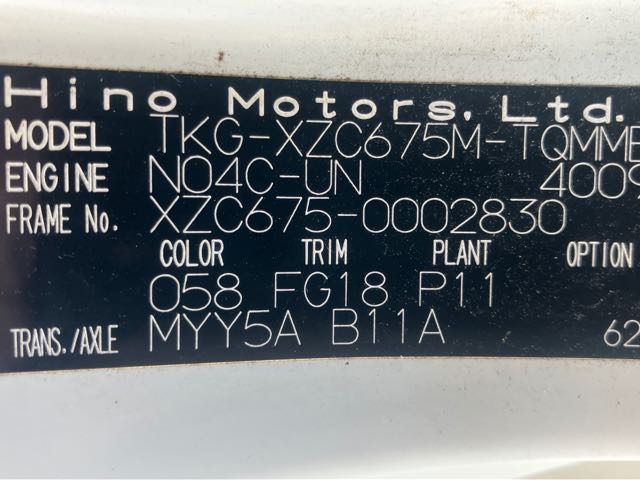 Hino Motors, Ltd.
MODEL TKG-XZC675M-TQMME
ENGINE N04C-UN 4009
FRAME No. XZC675-0002830
COLOR TRIM PLANT OPTION
058 FG18 P11
TRANS./AXLE MYY5A B11A 62